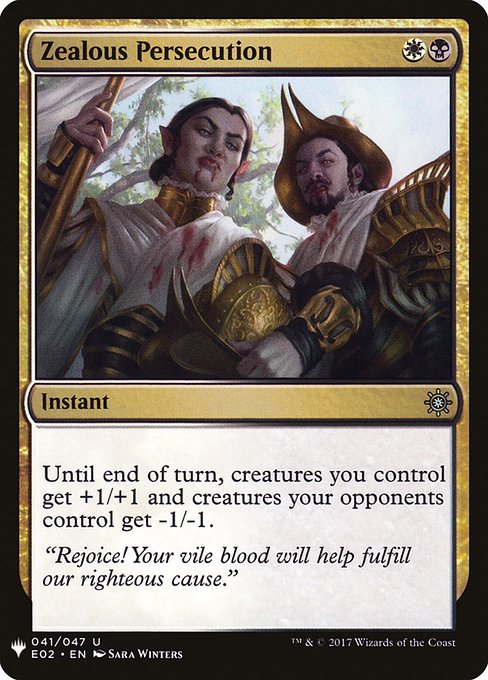 Zealous Persecution
Instant
Until end of turn, creatures you control
get +1/+1 and creatures your opponents
control get -1/-1.
“Rejoice! Your vile blood will help fulfill
our righteous cause.”
041/047 U
E02 • EN Sara Winters
™ & © 2017 Wizards of the Coast